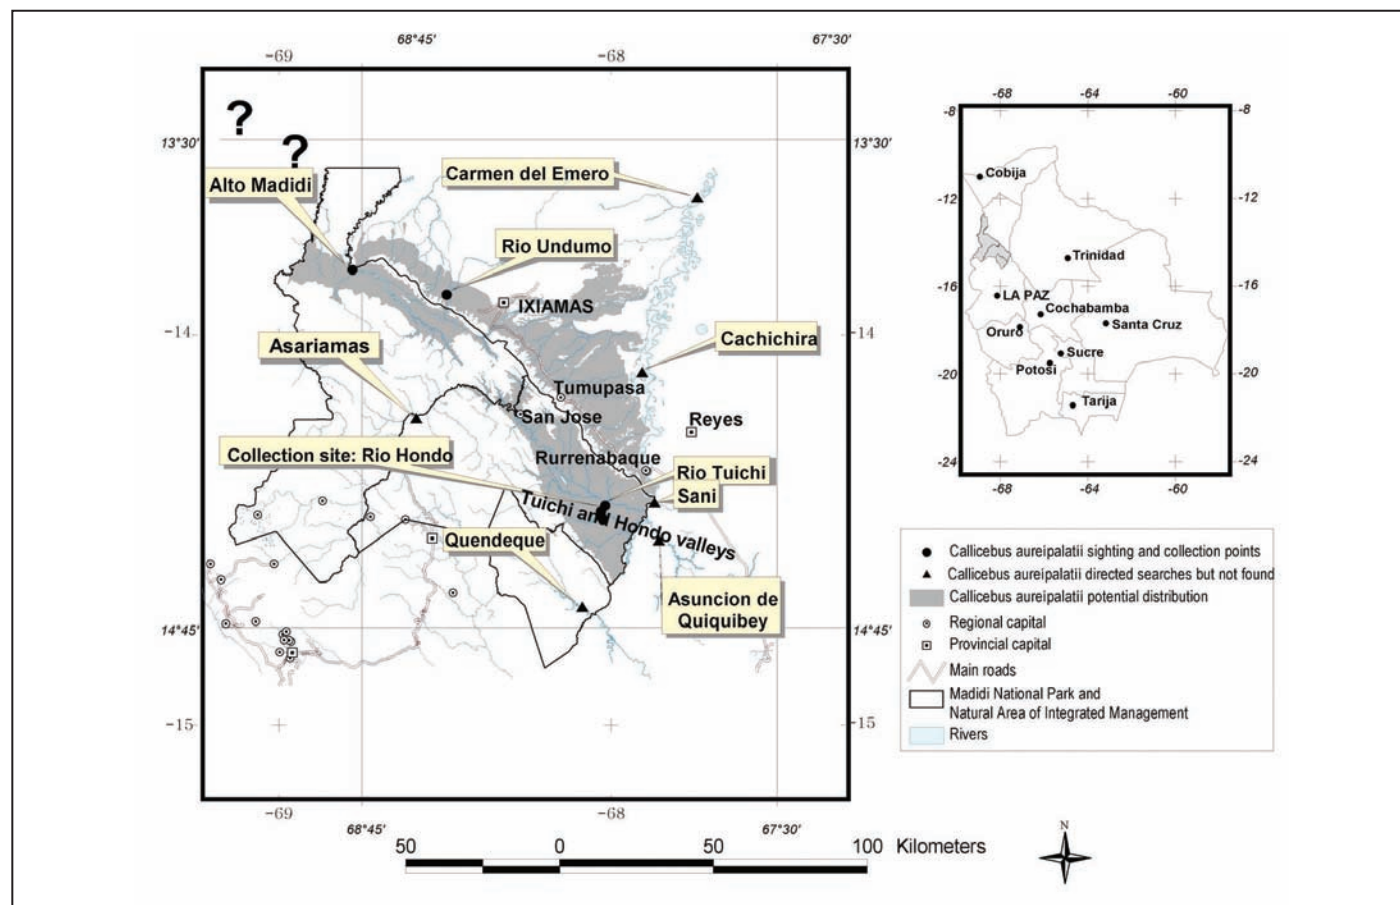 68°45'
67°30'
-69
-68
13°30'
13°30'
?
?
Alto Madidi
Carmen del Emero
Rio Undumo
IXIAMAS
-14
-14
Asariamas
Cachichira
Tumupasa
San Jose
Reyes
Collection site: Rio Hondo
Rurrenabaque
Rio Tuichi
Sani
Tuichi and Hondo valleys
Quendeque
Asuncion de
Quiquibey
14°45'
14°45'
-15
-15
-69
-68
68°45'
67°30'
50
0
50
100
Kilometers
N
-68
-64
-60
-8
-8
Cobija
-12
-12
Trinidad
-16
-16
LA PAZ
Cochabamba
Oruro
Santa Cruz
Sucre
Potosi
-20
-20
Tarija
-24
-24
-68
-64
-60
Callicebus aureipalatii sighting and collection points
Callicebus aureipalatii directed searches but not found
Callicebus aureipalatii potential distribution
Regional capital
Provincial capital
Main roads
Madidi National Park and
Natural Area of Integrated Management
Rivers